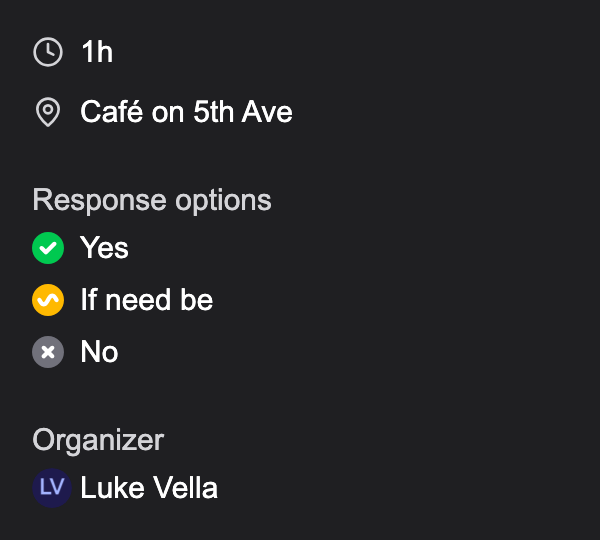 1h
Café on 5th Ave
Response options
Yes
If need be
No
Organizer
LV Luke Vella